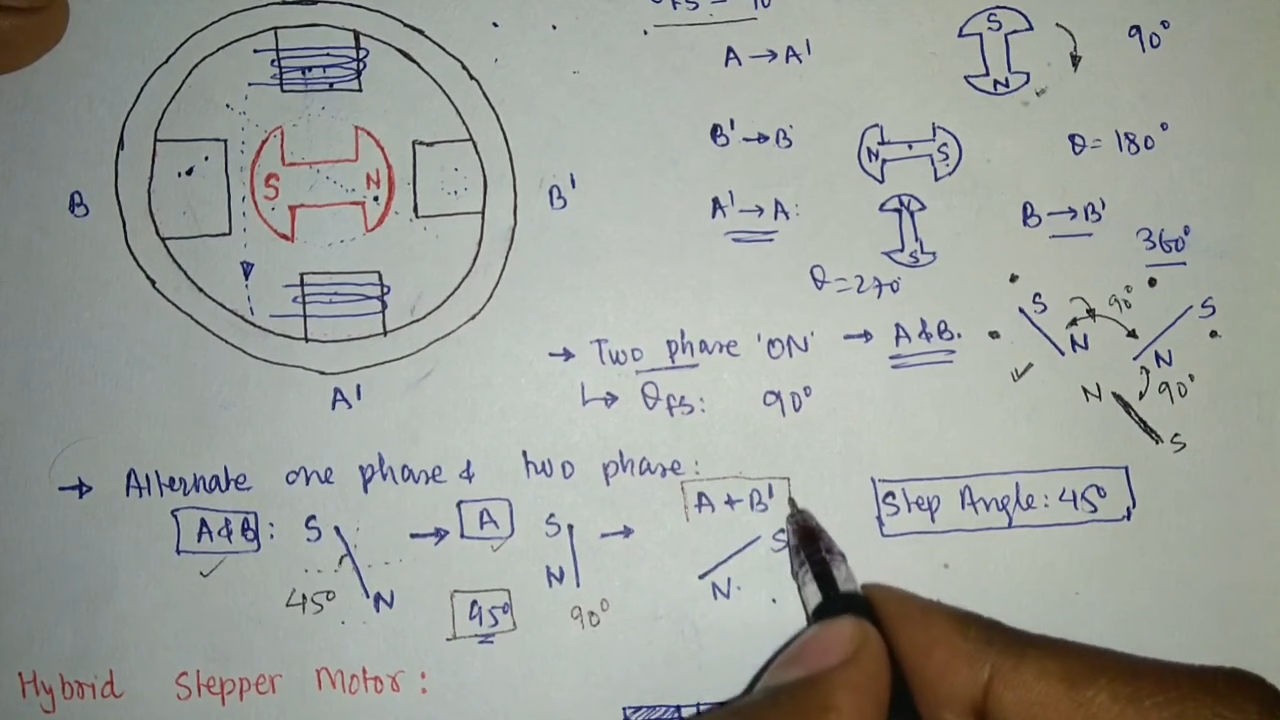 A → A' S N 90°
B' → B N S θ = 180°
A' → A: N S B → B'
360°
θ = 270°
S N
B B'
A'
→ Two phase 'ON' → A & B. S N 90° S N
↳ θFS: 90° N S 90°
→ Alternate one phase & two phase:
A & B: S N 45° → A S N 90° → A + B' S N Step Angle: 45°
45°
Hybrid Stepper Motor: